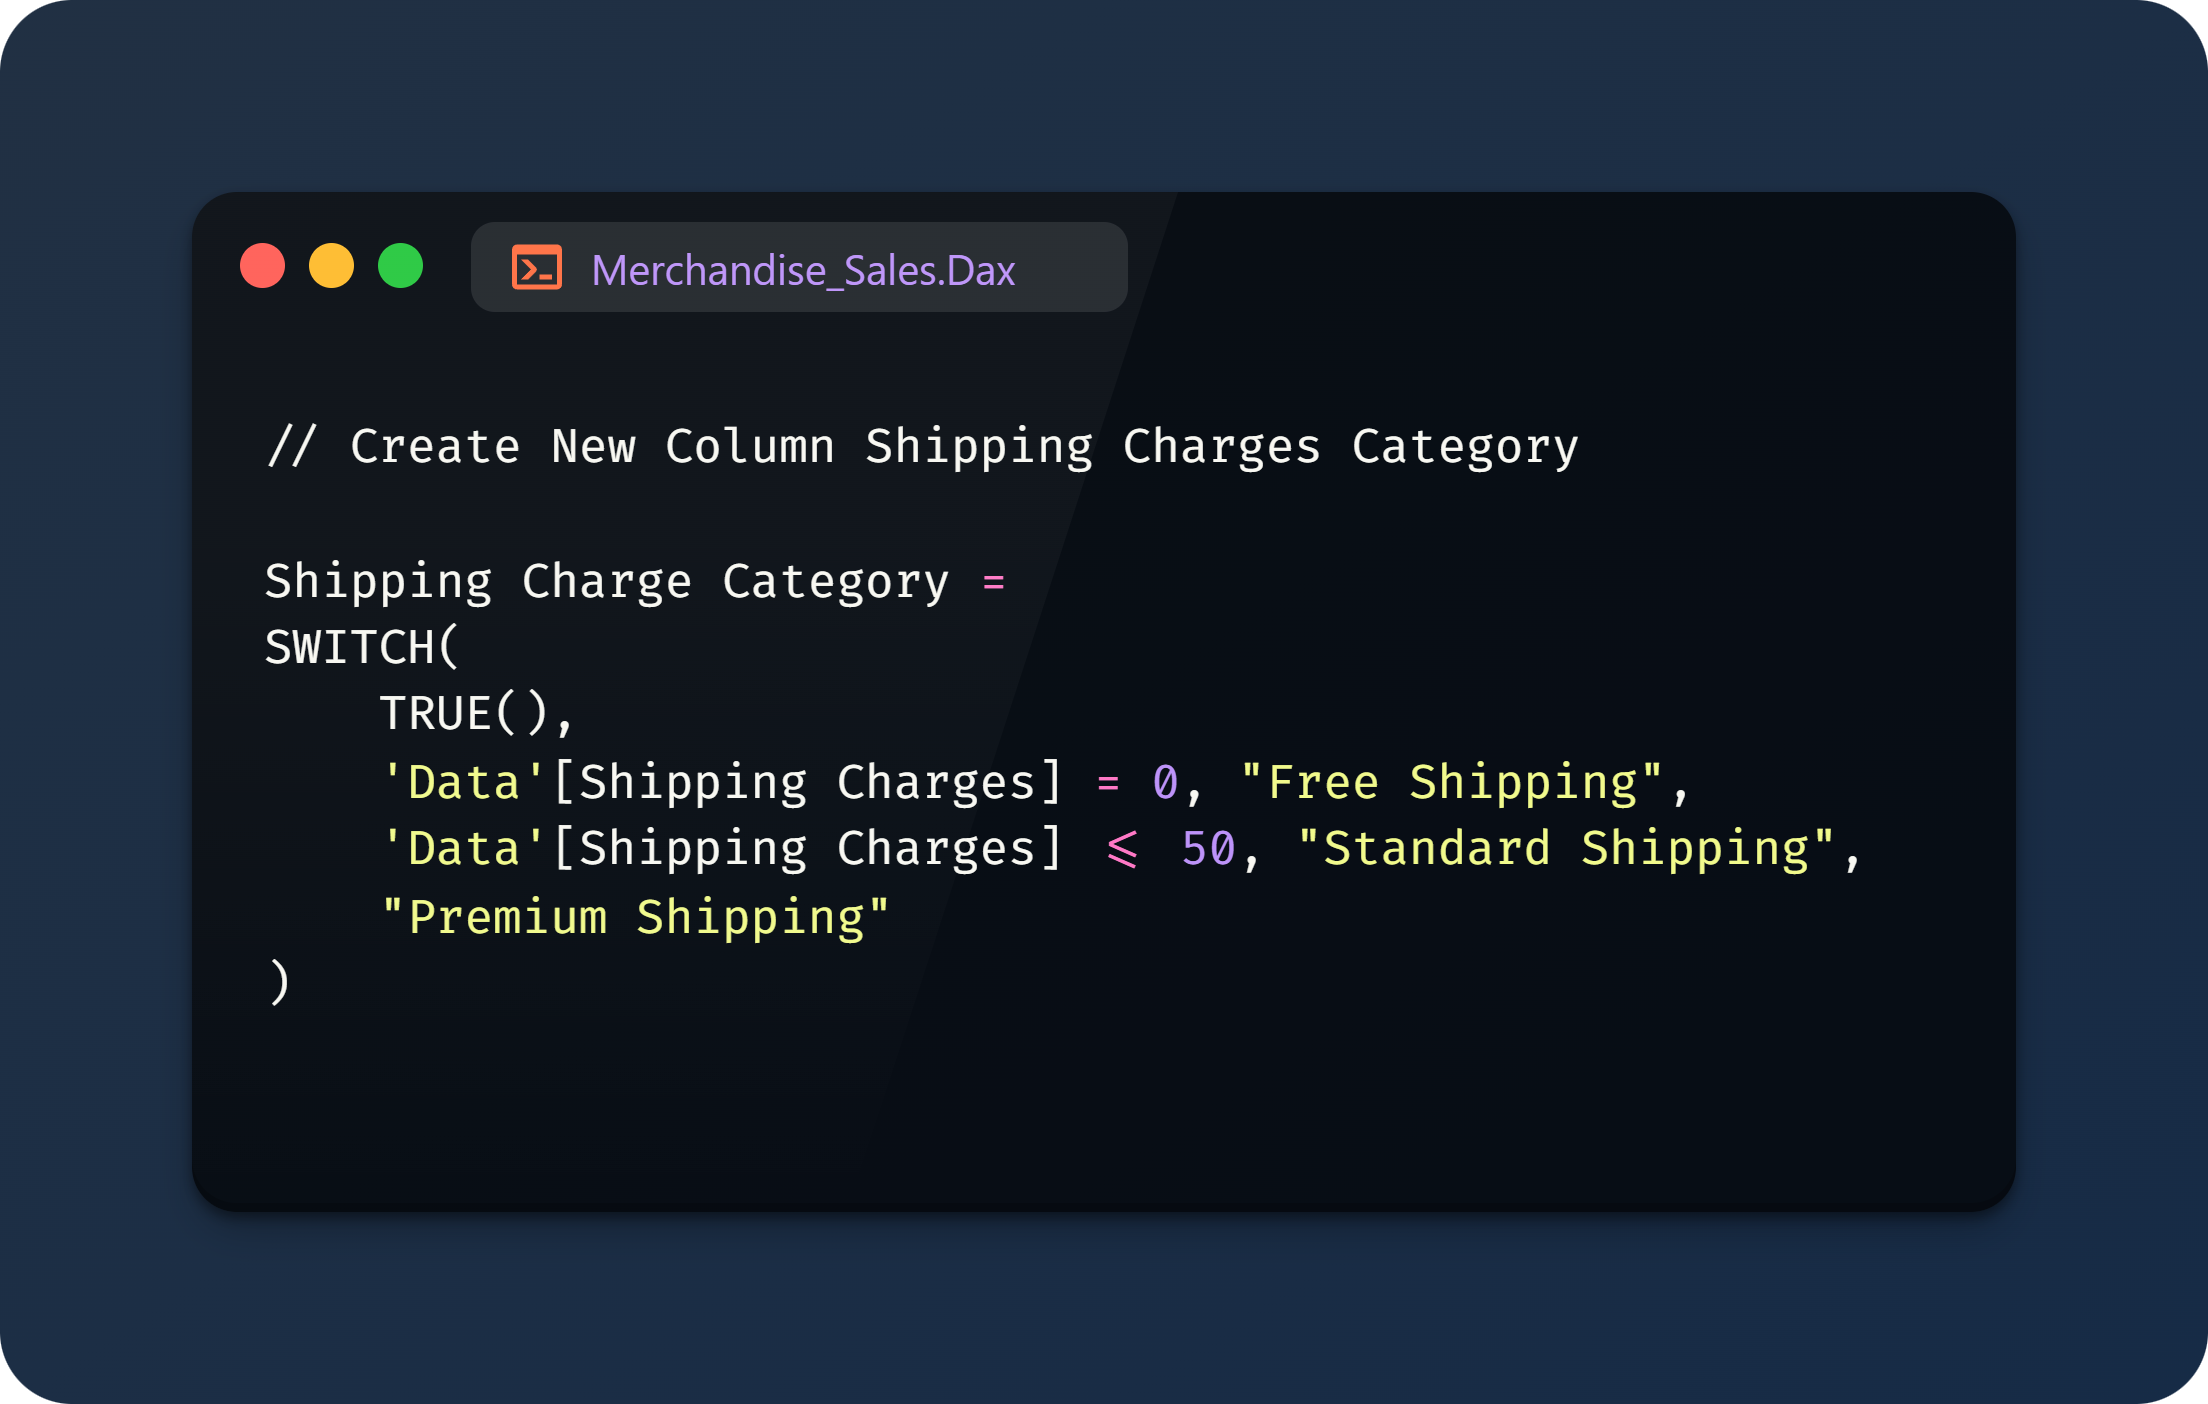 Merchandise_Sales.Dax
// Create New Column Shipping Charges Category
Shipping Charge Category =
SWITCH(
    TRUE(),
    'Data'[Shipping Charges] = 0, "Free Shipping",
    'Data'[Shipping Charges] <= 50, "Standard Shipping",
    "Premium Shipping"
)